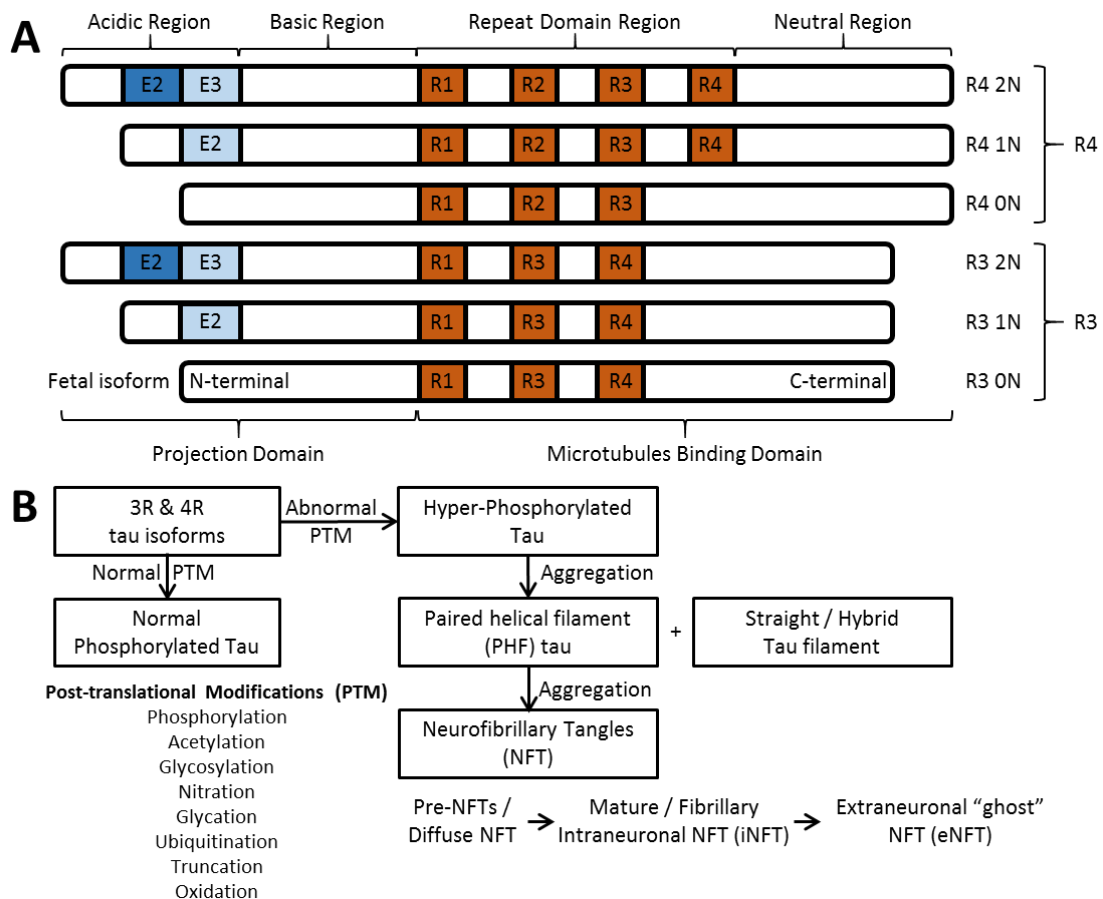 A
Acidic Region Basic Region Repeat Domain Region Neutral Region
E2 E3 R1 R2 R3 R4 R4 2N
E2 R1 R2 R3 R4 R4 1N
R4
R1 R2 R3 R4 0N
E2 E3 R1 R3 R4 R3 2N
E2 R1 R3 R4 R3 1N
R3
Fetal isoform N-terminal R1 R3 R4 C-terminal R3 0N
Projection Domain Microtubules Binding Domain
B
3R & 4R
tau isoforms
Abnormal
PTM
Hyper-Phosphorylated
Tau
Normal PTM
Aggregation
Normal
Phosphorylated Tau
Paired helical filament
(PHF) tau
+
Straight / Hybrid
Tau filament
Aggregation
Neurofibrillary Tangles
(NFT)
Post-translational Modifications (PTM)
Phosphorylation
Acetylation
Glycosylation
Nitration
Glycation
Ubiquitination
Truncation
Oxidation
Pre-NFTs /
Diffuse NFT
Mature / Fibrillary
Intraneuronal NFT (iNFT)
Extraneuronal “ghost”
NFT (eNFT)